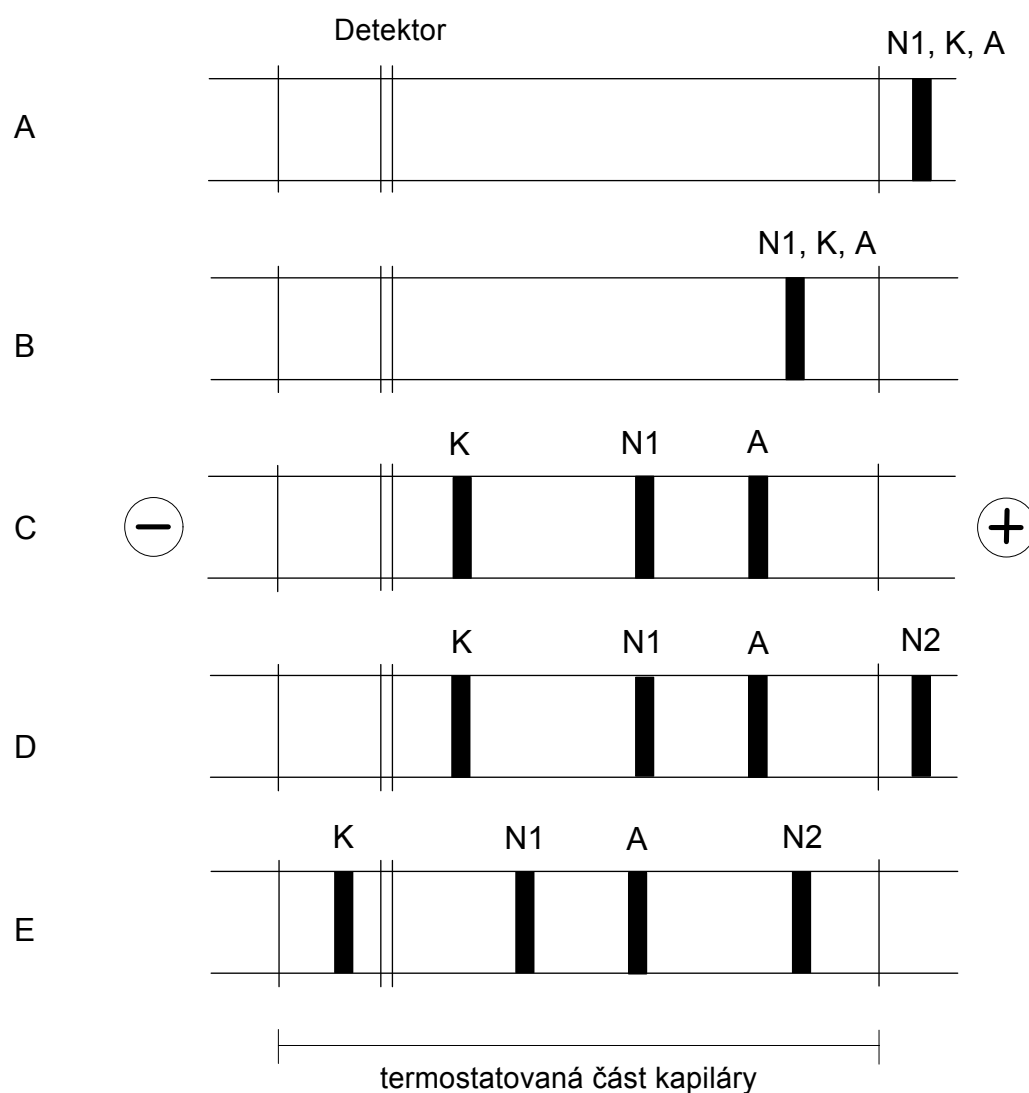 Detektor
N1, K, A
A
N1, K, A
B
K N1 A
C − +
K N1 A N2
D
K N1 A N2
E
termostatovaná část kapiláry